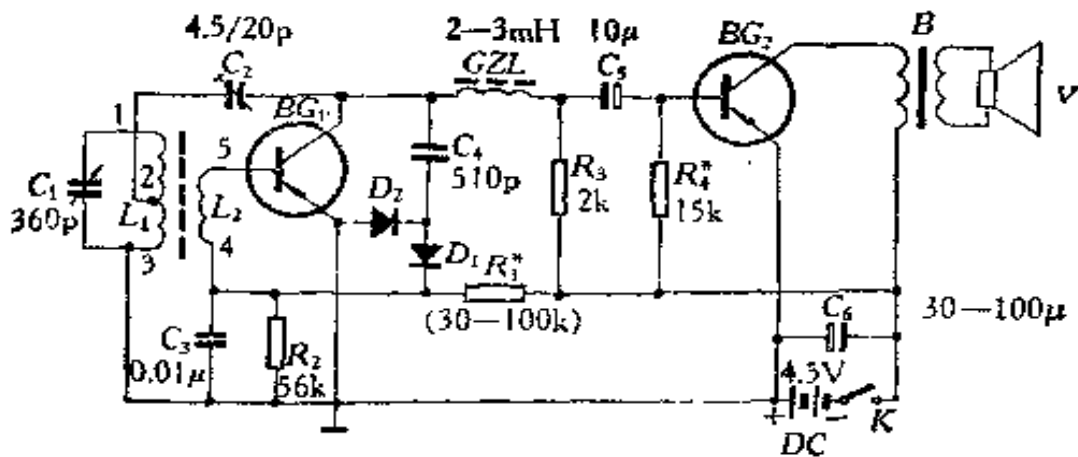 4.5/20p
C₂
2—3mH
GZL
10μ
C₅
BG₂
B
BG₁
1
2
3
4
5
C₁
360p
L₁
L₂
C₄
510p
D₂
D₁
R₃
2k
R₄*
15k
V
R₁*
(30—100k)
C₃
0.01μ
R₂
56k
C₆
30—100μ
4.5V
+
−
DC
K